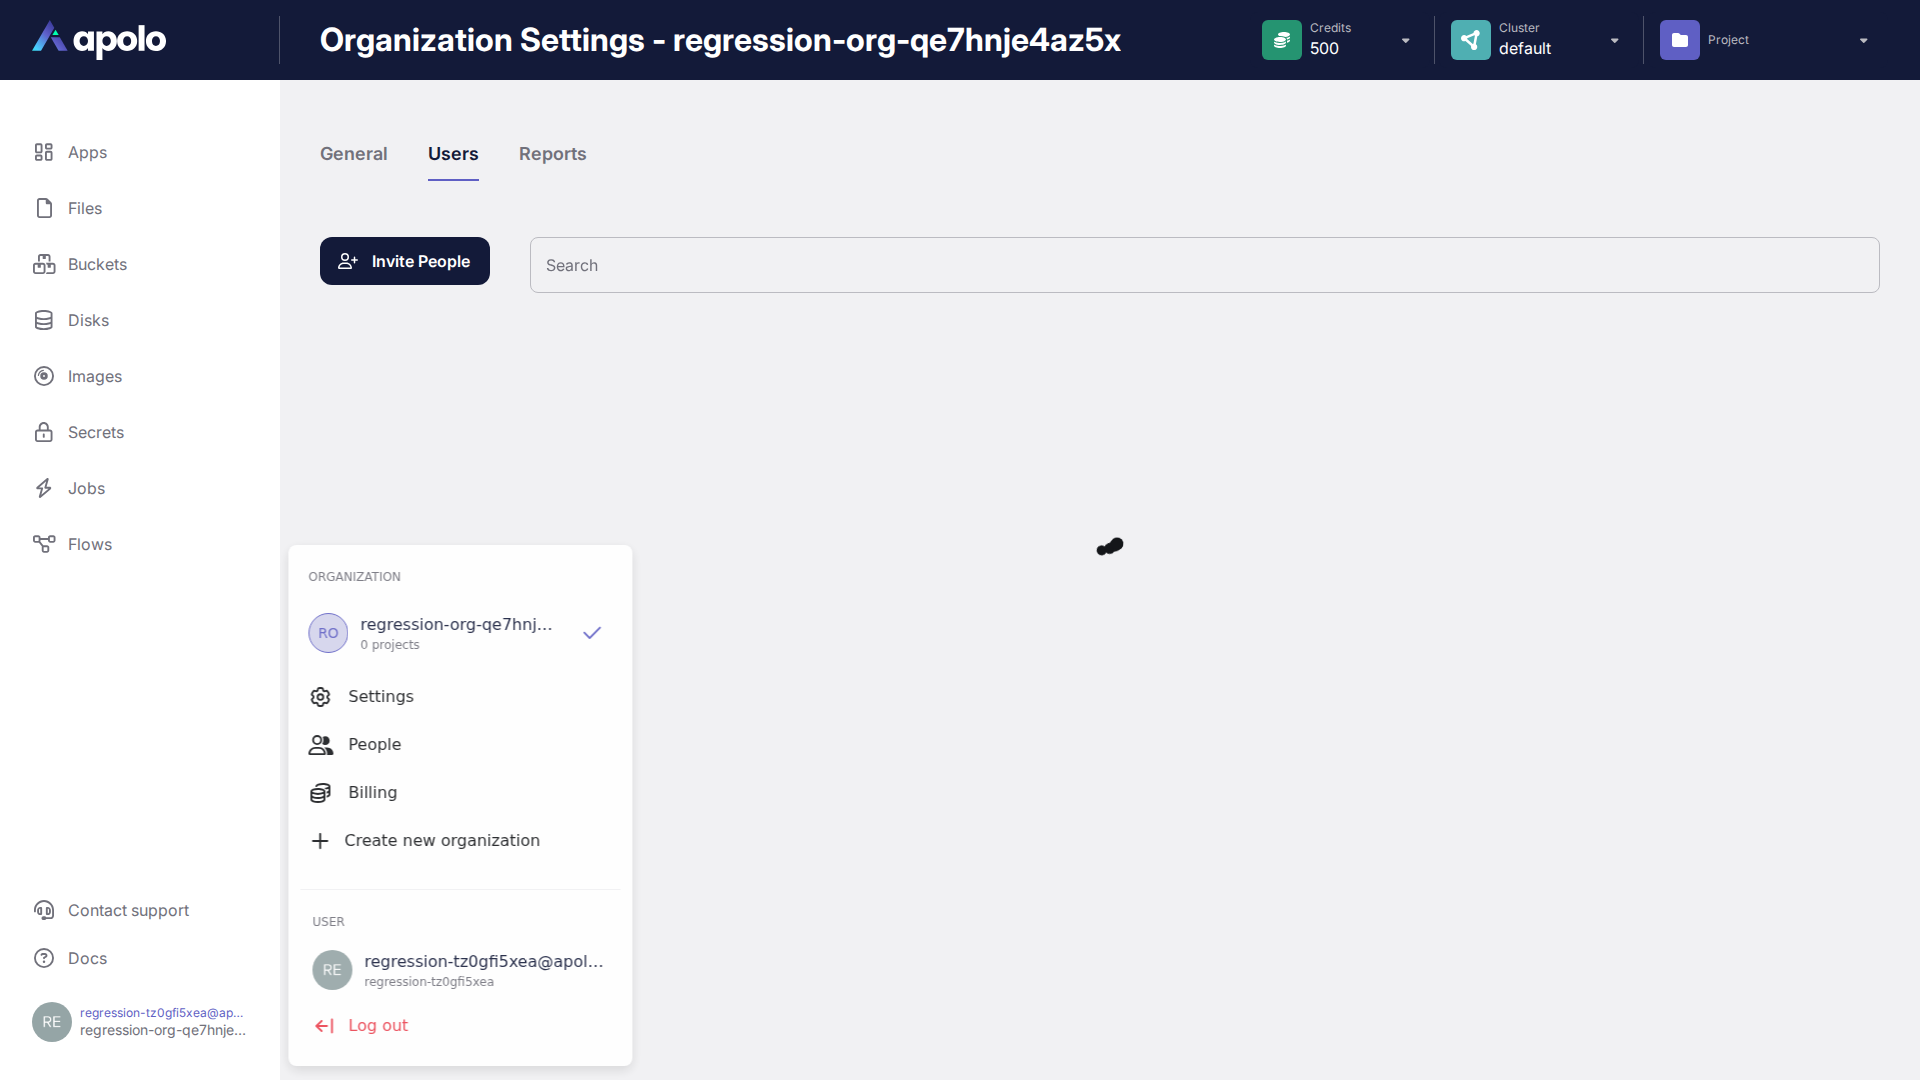 apolo
Organization Settings - regression-org-qe7hnje4az5x
Credits
500
Cluster
default
Project
Apps
Files
Buckets
Disks
Images
Secrets
Jobs
Flows
Contact support
Docs
RE
regression-tz0gfi5xea@ap...
regression-org-qe7hnje...
General
Users
Reports
Invite People
Search
ORGANIZATION
RO
regression-org-qe7hnj...
0 projects
Settings
People
Billing
Create new organization
USER
RE
regression-tz0gfi5xea@apol...
regression-tz0gfi5xea
Log out